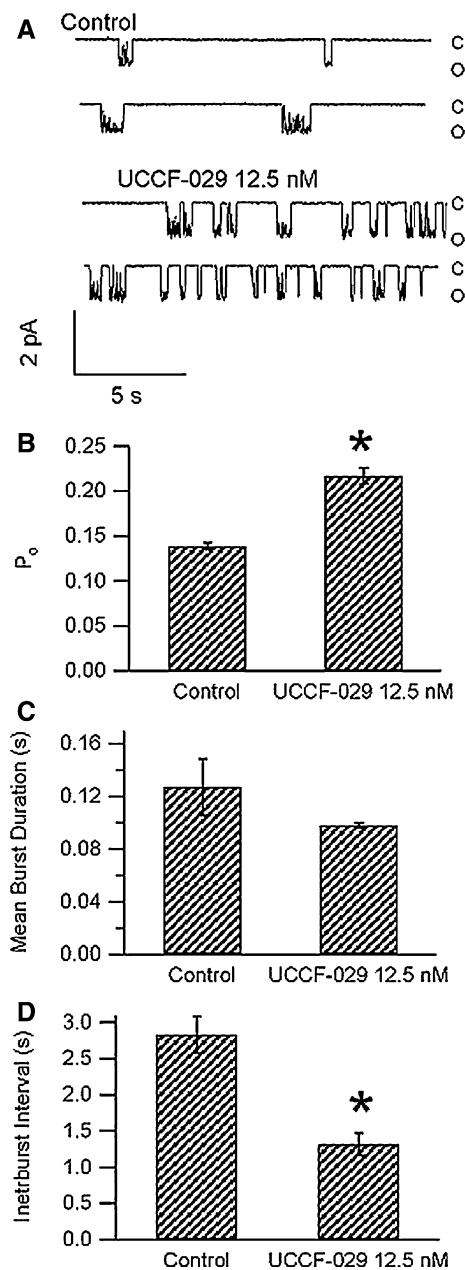 A
Control
C
O
C
O
UCCF-029 12.5 nM
C
O
C
O
2 pA
5 s
B
*
0.25
0.20
0.15
0.10
0.05
0.00
Po
Control
UCCF-029 12.5 nM
C
0.16
0.12
0.08
0.04
0.00
Mean Burst Duration (s)
Control
UCCF-029 12.5 nM
D
3.0
2.5
2.0
1.5
1.0
0.5
0.0
*
Inetrburst Interval (s)
Control
UCCF-029 12.5 nM